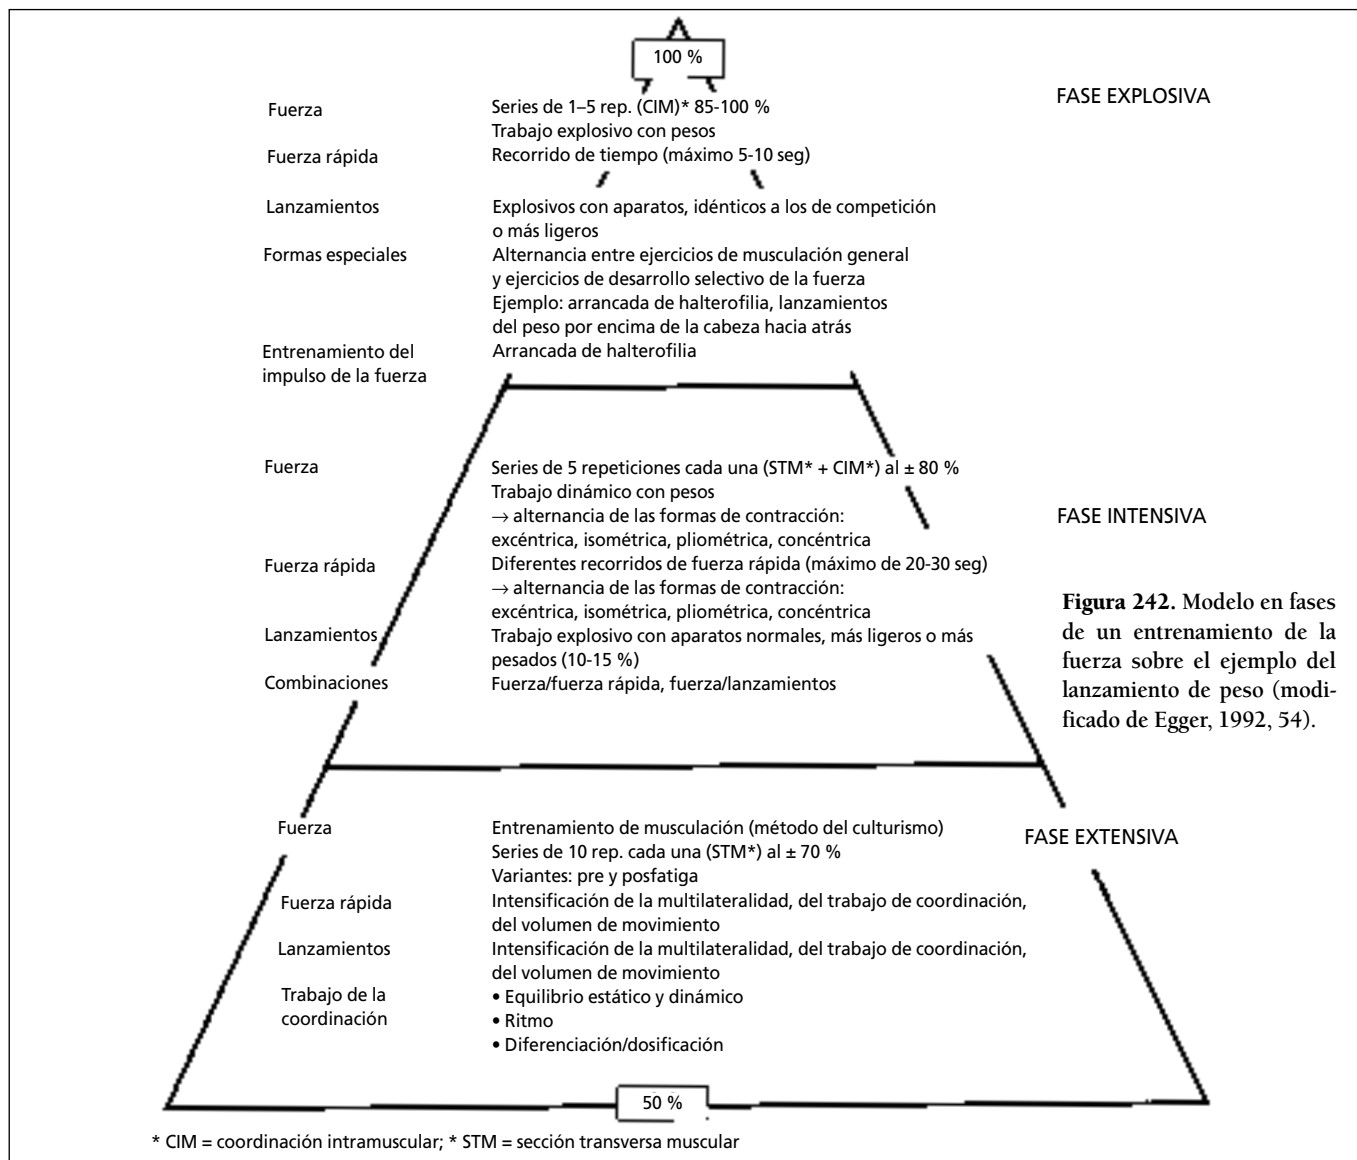 100 %
FASE EXPLOSIVA
Fuerza Series de 1–5 rep. (CIM)* 85-100 %
Trabajo explosivo con pesos
Fuerza rápida Recorrido de tiempo (máximo 5-10 seg)
Lanzamientos Explosivos con aparatos, idénticos a los de competición
o más ligeros
Formas especiales Alternancia entre ejercicios de musculación general
y ejercicios de desarrollo selectivo de la fuerza
Ejemplo: arrancada de halterofilia, lanzamientos
del peso por encima de la cabeza hacia atrás
Entrenamiento del Arrancada de halterofilia
impulso de la fuerza
Fuerza Series de 5 repeticiones cada una (STM* + CIM*) al ± 80 %
Trabajo dinámico con pesos
→ alternancia de las formas de contracción:
FASE INTENSIVA
excéntrica, isométrica, pliométrica, concéntrica
Fuerza rápida Diferentes recorridos de fuerza rápida (máximo de 20-30 seg)
→ alternancia de las formas de contracción:
excéntrica, isométrica, pliométrica, concéntrica
Lanzamientos Trabajo explosivo con aparatos normales, más ligeros o más
pesados (10-15 %)
Combinaciones Fuerza/fuerza rápida, fuerza/lanzamientos
Figura 242. Modelo en fases
de un entrenamiento de la
fuerza sobre el ejemplo del
lanzamiento de peso (modi-
ficado de Egger, 1992, 54).
Fuerza Entrenamiento de musculación (método del culturismo)
FASE EXTENSIVA
Series de 10 rep. cada una (STM*) al ± 70 %
Variantes: pre y posfatiga
Fuerza rápida Intensificación de la multilateralidad, del trabajo de coordinación,
del volumen de movimiento
Lanzamientos Intensificación de la multilateralidad, del trabajo de coordinación,
del volumen de movimiento
Trabajo de la • Equilibrio estático y dinámico
coordinación • Ritmo
• Diferenciación/dosificación
50 %
* CIM = coordinación intramuscular; * STM = sección transversa muscular